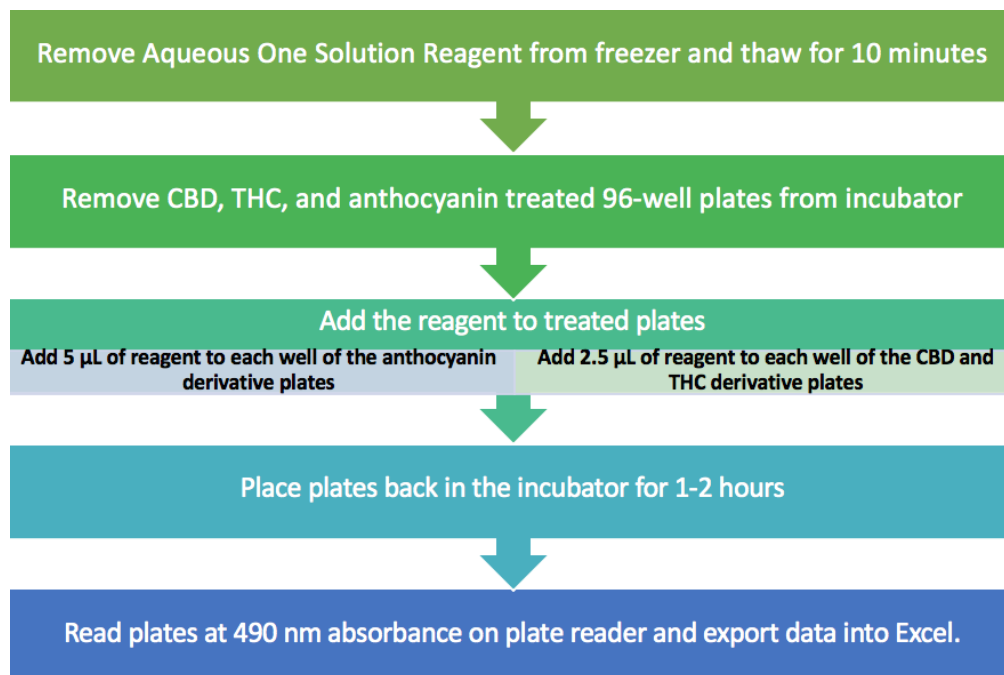 Remove Aqueous One Solution Reagent from freezer and thaw for 10 minutes
Remove CBD, THC, and anthocyanin treated 96-well plates from incubator
Add the reagent to treated plates
Add 5 µL of reagent to each well of the anthocyanin
derivative plates
Add 2.5 µL of reagent to each well of the CBD and
THC derivative plates
Place plates back in the incubator for 1-2 hours
Read plates at 490 nm absorbance on plate reader and export data into Excel.